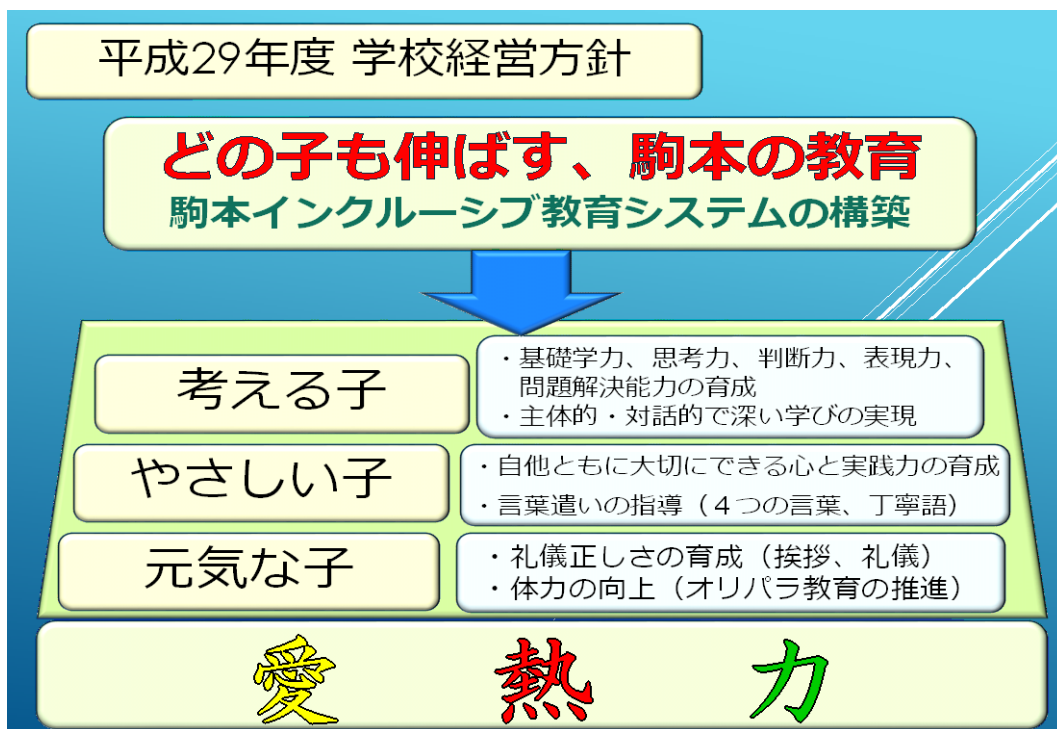 平成29年度 学校経営方針
どの子も伸ばす、駒本の教育
駒本インクルーシブ教育システムの構築
考える子
・基礎学力、思考力、判断力、表現力、
問題解決能力の育成
・主体的・対話的で深い学びの実現
やさしい子
・自他ともに大切にできる心と実践力の育成
・言葉遣いの指導（４つの言葉、丁寧語）
元気な子
・礼儀正しさの育成（挨拶、礼儀）
・体力の向上（オリパラ教育の推進）
愛 熱 力